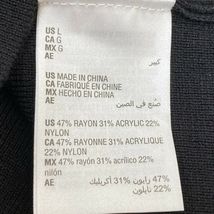 US L
CA G
MX G
AE
كبير
US MADE IN CHINA
CA FABRIQUÉ EN CHINE
MX HECHO EN CHINA
AE
صُنع في الصين
US 47% RAYON 31% ACRYLIC 22%
NYLON
CA 47% RAYONNE 31% ACRYLIQUE
22% NYLON
MX 47% rayón 31% acrílico 22%
nilón
AE
47% رايون 31% أكريليك
22% نايلون